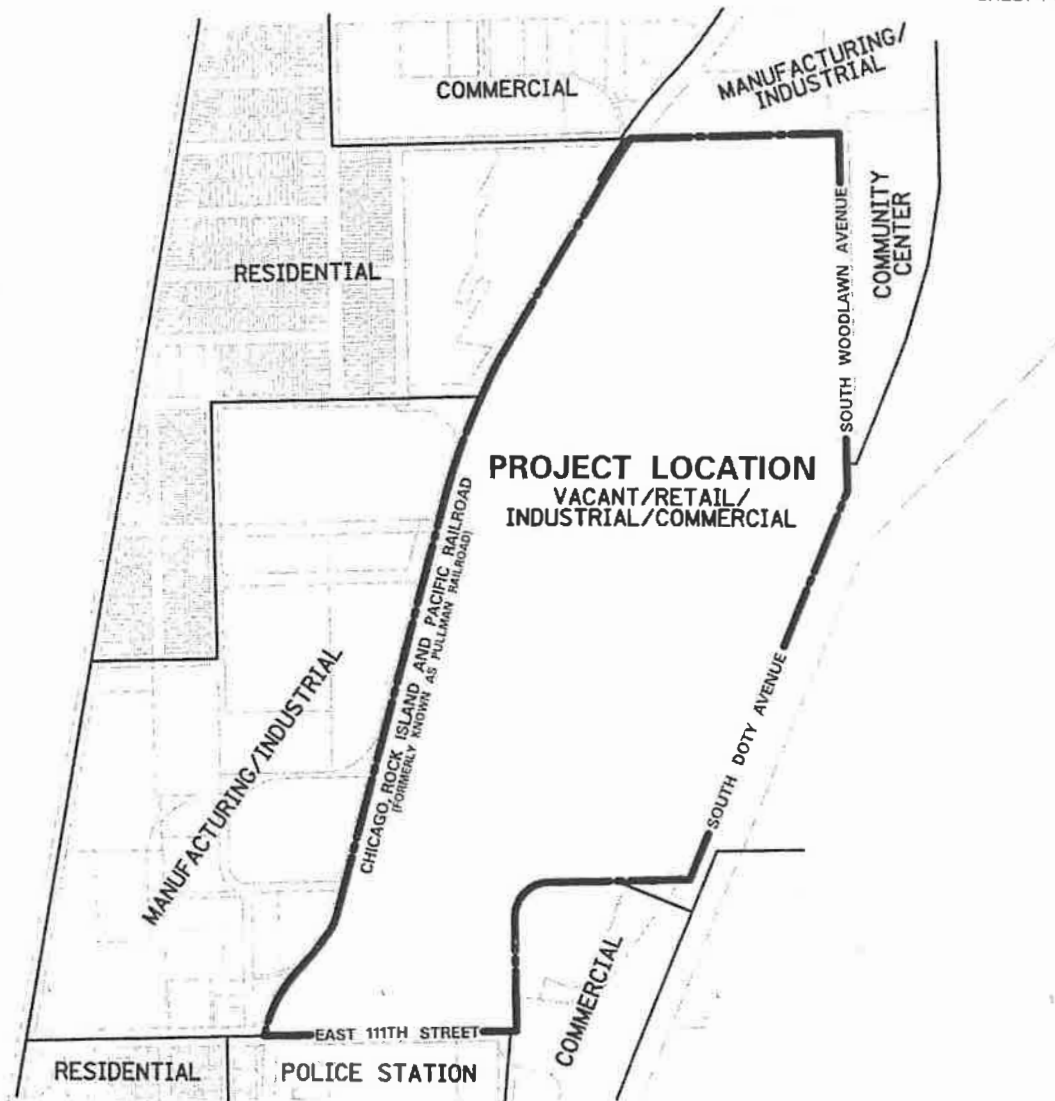 COMMERCIAL
MANUFACTURING/
INDUSTRIAL
COMMUNITY
CENTER
SOUTH WOODLAWN AVENUE
RESIDENTIAL
PROJECT LOCATION
VACANT/RETAIL/
INDUSTRIAL/COMMERCIAL
CHICAGO, ROCK ISLAND AND PACIFIC RAILROAD
(FORMERLY KNOWN AS PULLMAN RAILROAD)
MANUFACTURING/INDUSTRIAL
SOUTH DOTY AVENUE
COMMERCIAL
EAST 111TH STREET
RESIDENTIAL
POLICE STATION